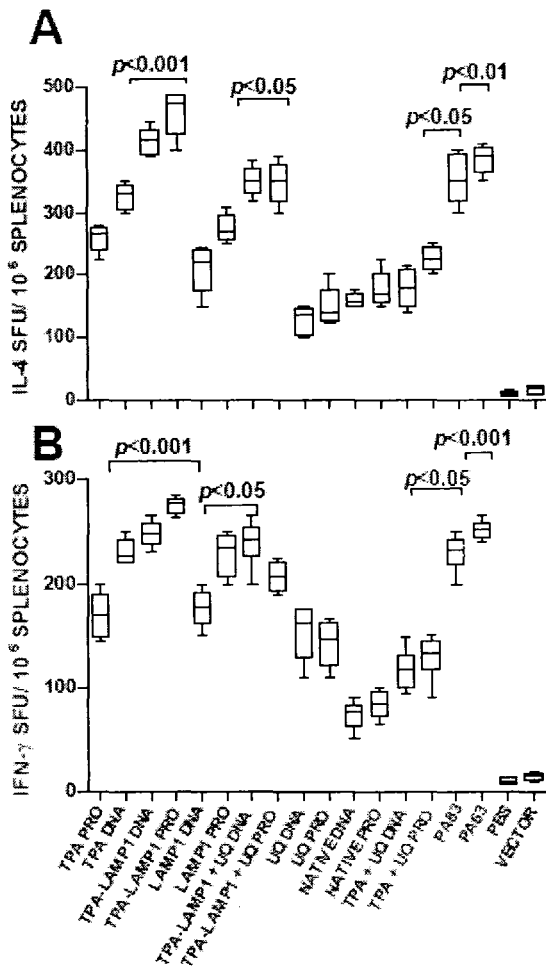 A
p<0.001
p<0.05
p<0.05
p<0.01
IL-4 SFU/ 10⁶ SPLENOCYTES
500
400
300
200
100
0
B
p<0.001
p<0.05
p<0.05
p<0.001
IFN-γ SFU/ 10⁶ SPLENOCYTES
300
200
100
0
TPA PRO
TPA DNA
TPA-LAMP1 DNA
TPA-LAMP1 PRO
LAMP1 DNA
LAMP1 PRO
TPA-LAMP1 + UQ DNA
TPA-LAMP1 + UQ PRO
UQ DNA
UQ PRO
NATIVE DNA
NATIVE PRO
TPA + UQ DNA
TPA + UQ PRO
PA83
PA63
PBS
VECTOR